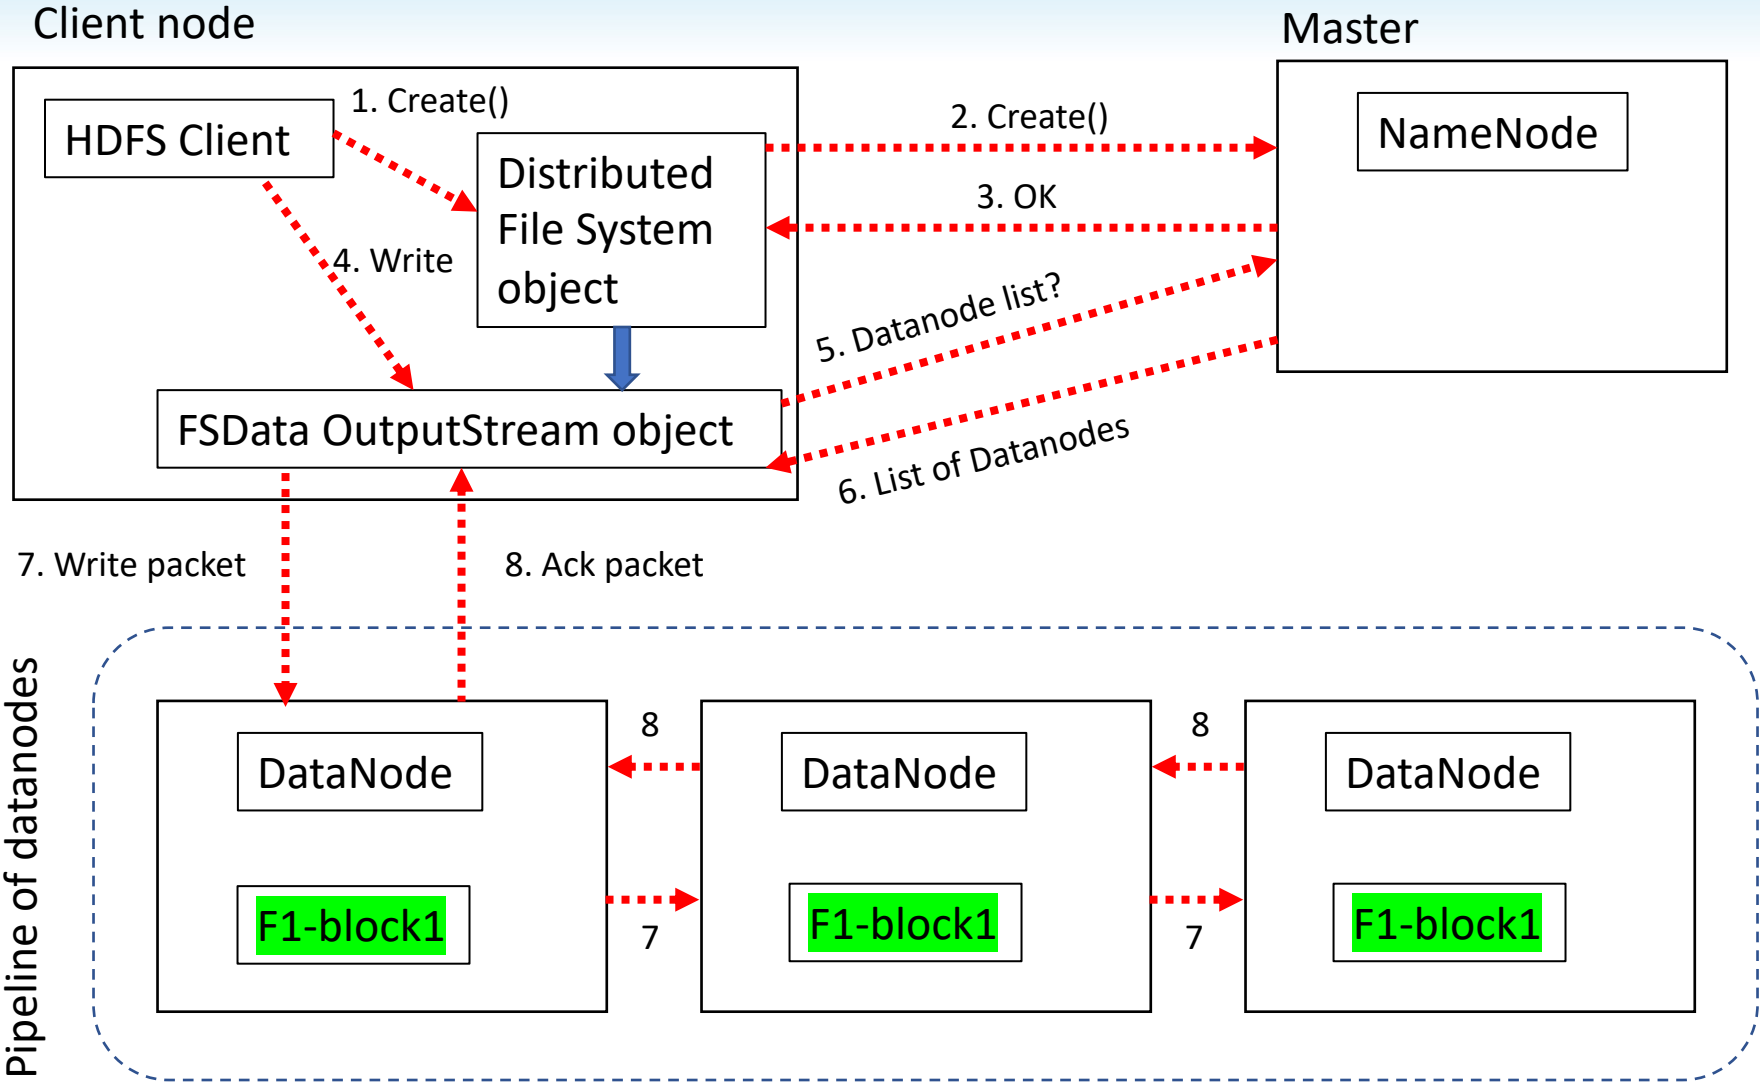 Client node
Master
HDFS Client
1. Create()
Distributed
File System
object
2. Create()
NameNode
3. OK
4. Write
5. Datanode list?
FSData OutputStream object
6. List of Datanodes
7. Write packet
8. Ack packet
Pipeline of datanodes
DataNode
8
DataNode
8
DataNode
F1-block1
7
F1-block1
7
F1-block1